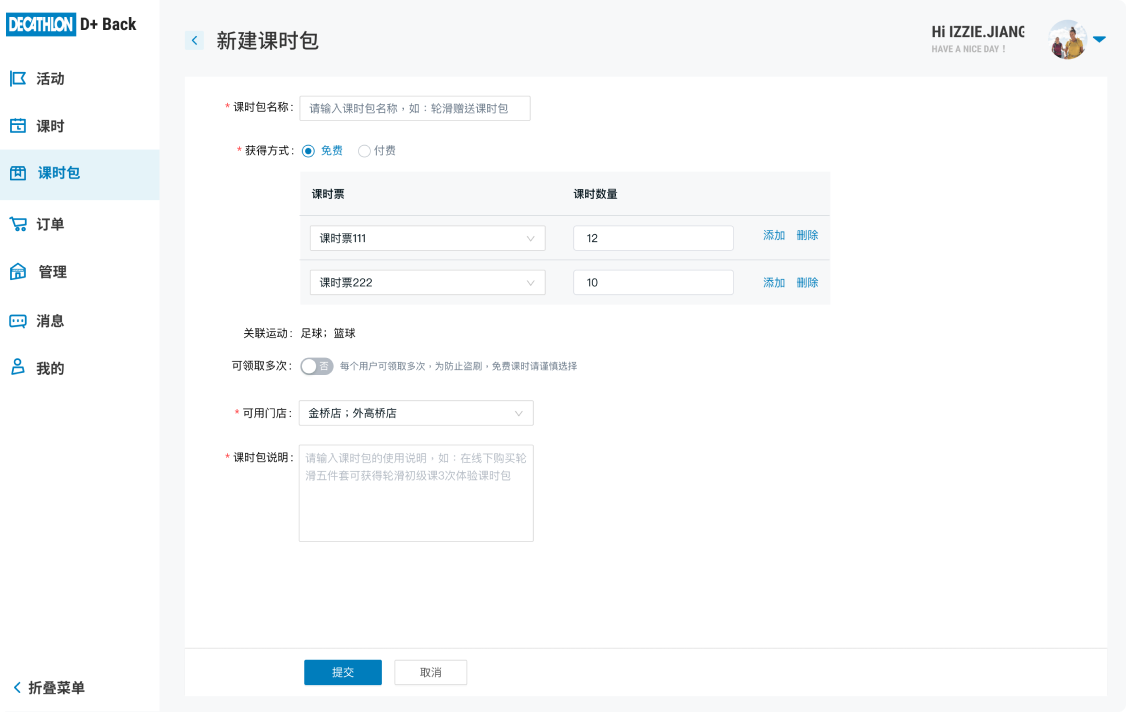 DECATHLON D+ Back
新建课时包
Hi IZZIE.JIANG
HAVE A NICE DAY !
活动
课时
课时包
订单
管理
消息
我的
折叠菜单
* 课时包名称: 请输入课时包名称，如：轮滑赠送课时包
* 获得方式: 免费 付费
课时票 课时数量
课时票111 12 添加 删除
课时票222 10 添加 删除
关联运动: 足球；篮球
可领取多次: 否 每个用户可领取多次，为防止盗刷，免费课时请谨慎选择
* 可用门店: 金桥店；外高桥店
* 课时包说明: 请输入课时包的使用说明，如：在线下购买轮
滑五件套可获得轮滑初级课3次体验课时包
提交 取消